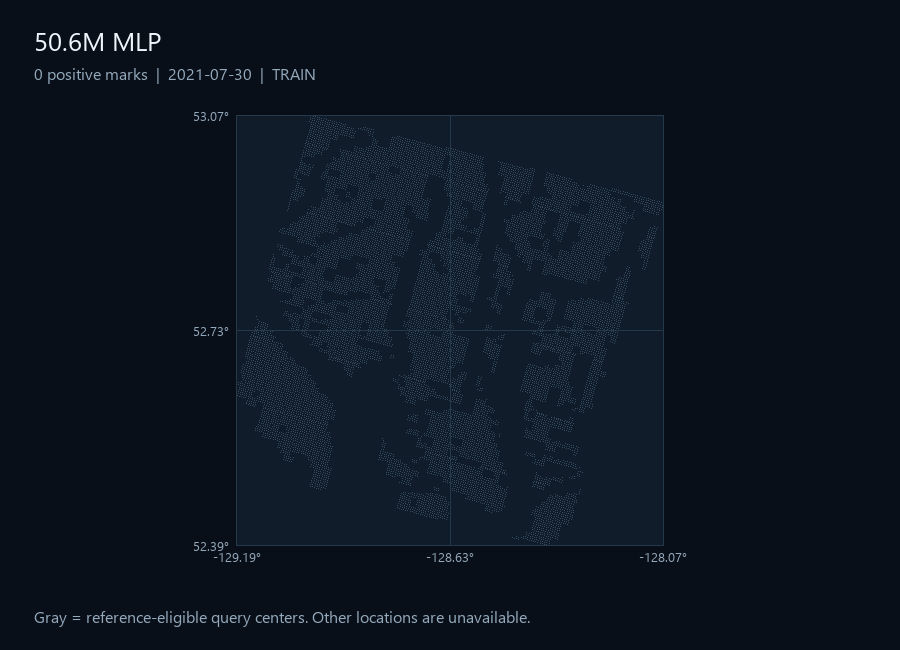 50.6M MLP
0 positive marks | 2021-07-30 | TRAIN
53.07°
52.73°
52.39°
-129.19° -128.63° -128.07°
Gray = reference-eligible query centers. Other locations are unavailable.